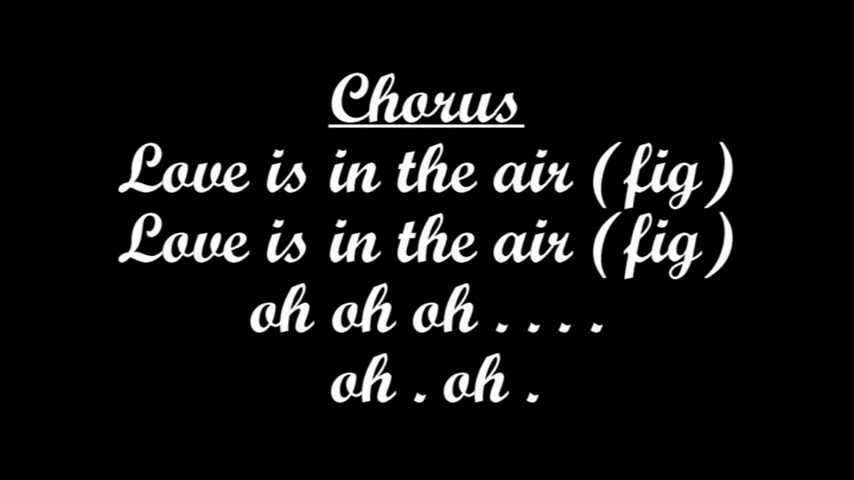 Chorus
Love is in the air (fig)
Love is in the air (fig)
oh oh oh . . . .
oh . oh .